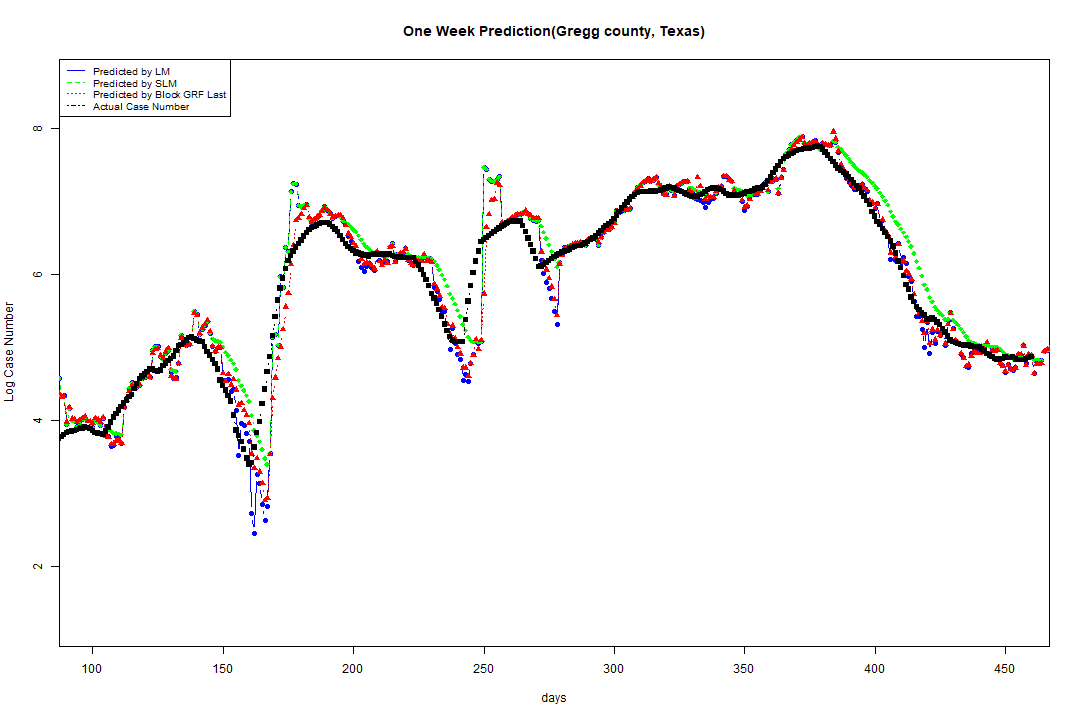 One Week Prediction(Gregg county, Texas)
Predicted by LM
Predicted by SLM
Predicted by Block GRF Last
Actual Case Number
8
6
4
2
Log Case Number
100 150 200 250 300 350 400 450
days